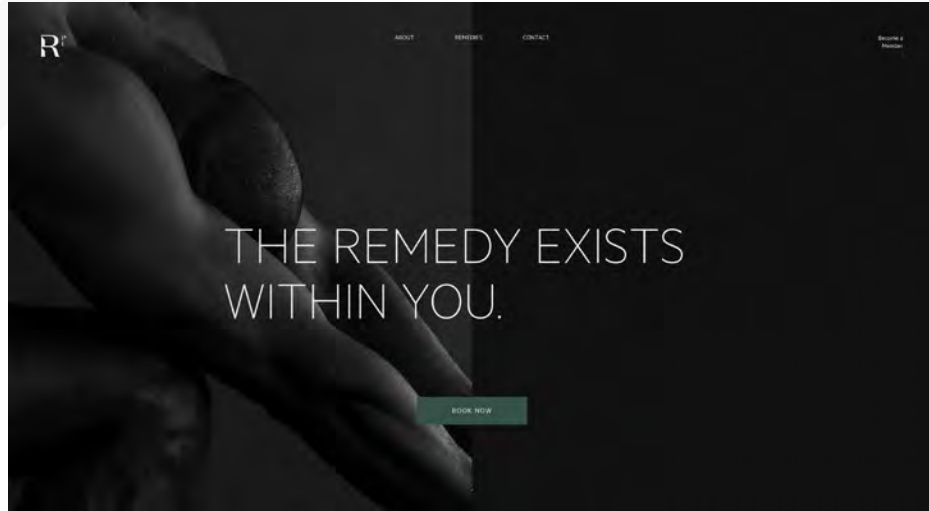 R
ABOUT
REMEDIES
CONTACT
Become a
Member
THE REMEDY EXISTS
WITHIN YOU.
BOOK NOW